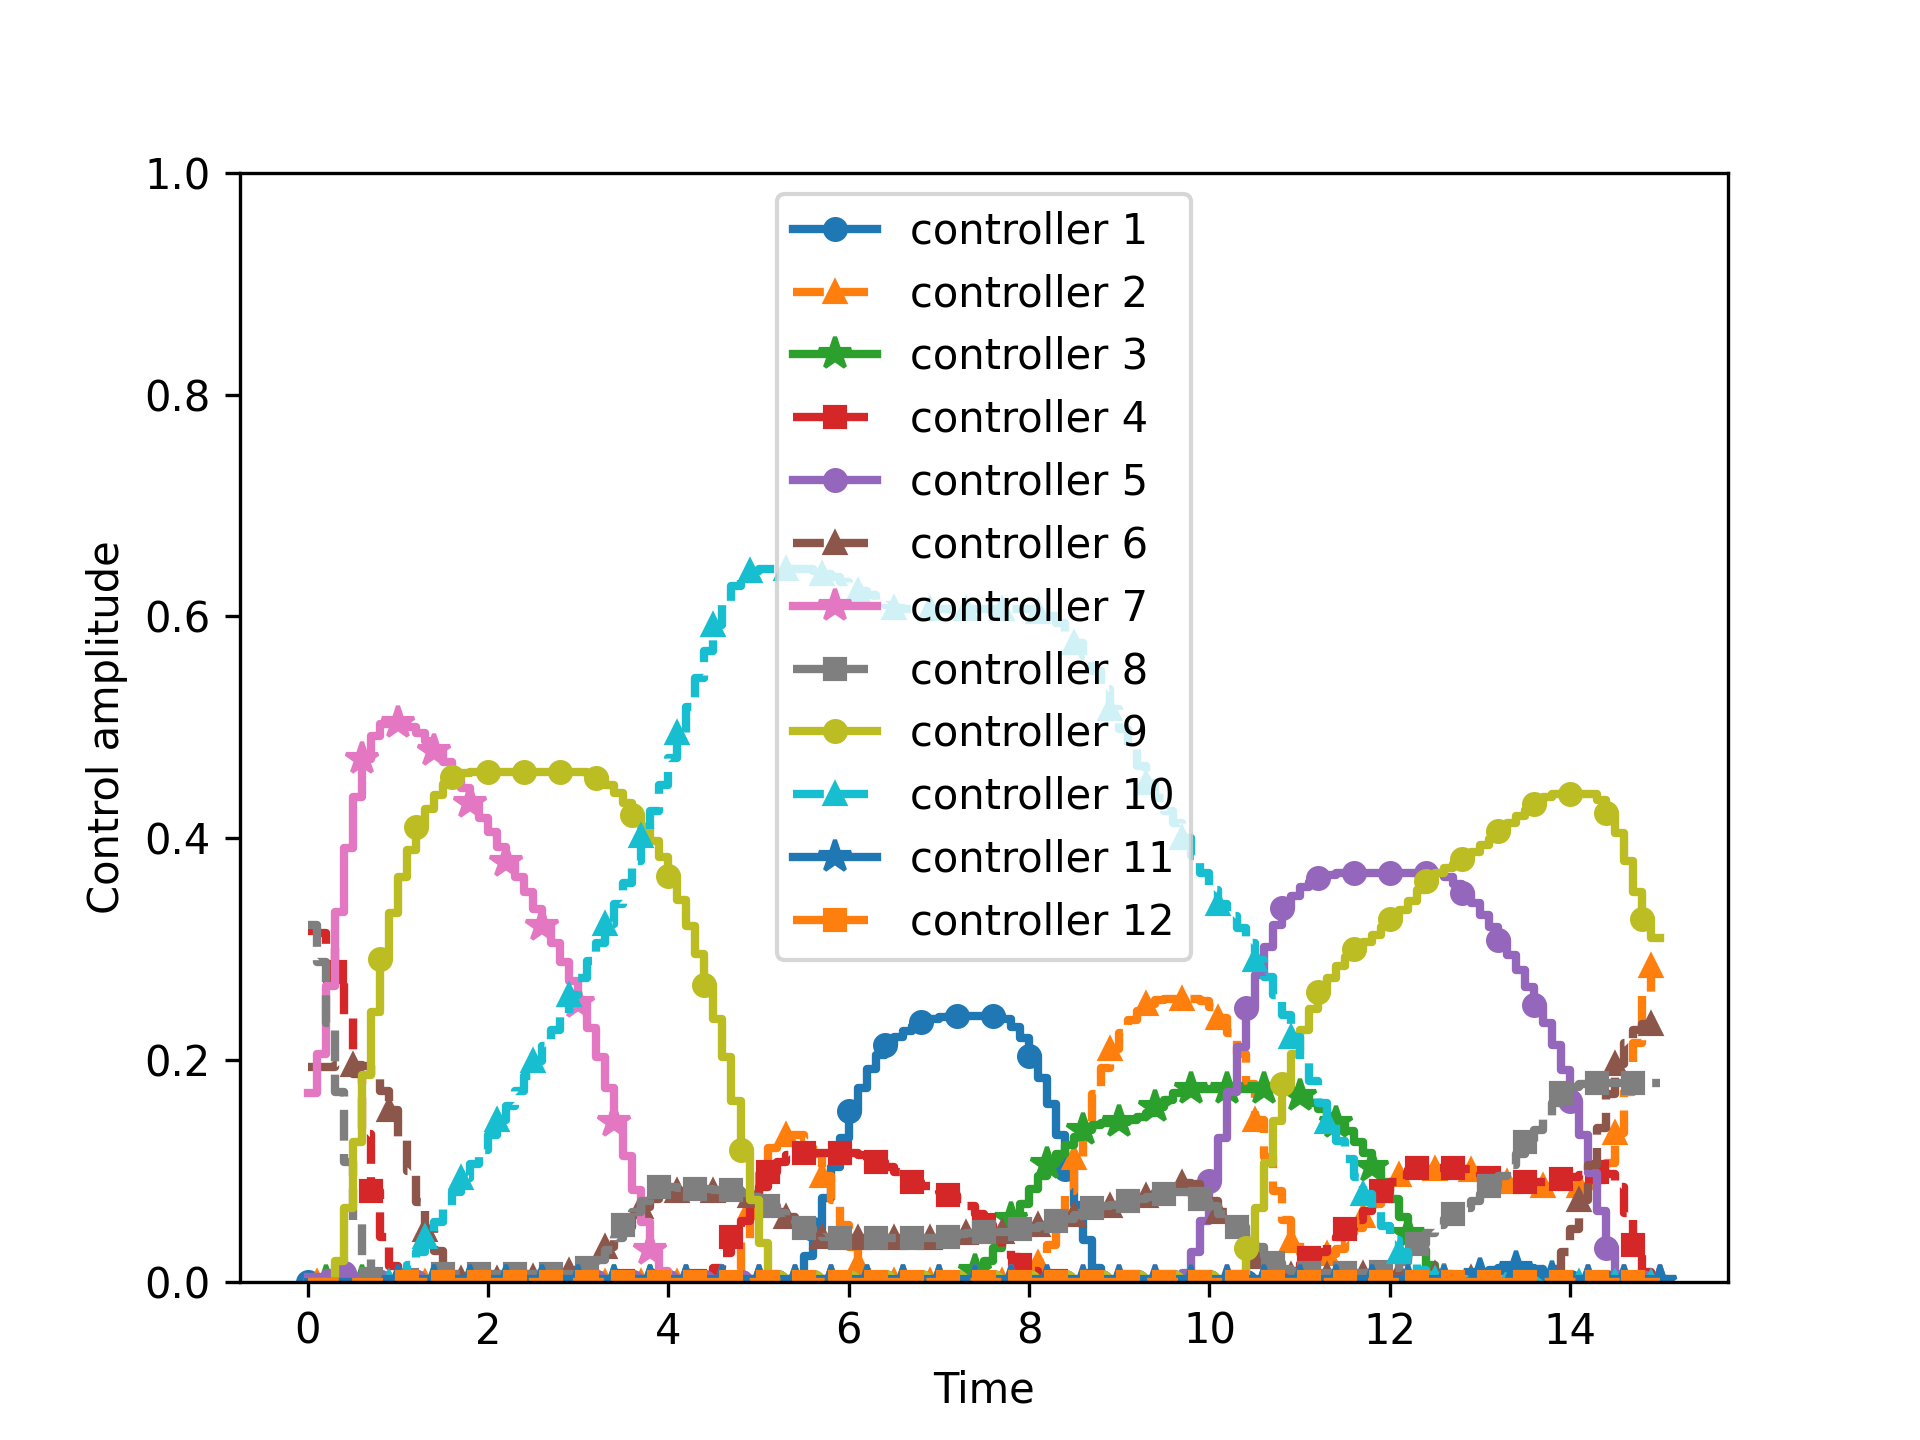 1.0
0.8
0.6
0.4
0.2
0.0
Control amplitude
controller 1
controller 2
controller 3
controller 4
controller 5
controller 6
controller 7
controller 8
controller 9
controller 10
controller 11
controller 12
0 2 4 6 8 10 12 14
Time